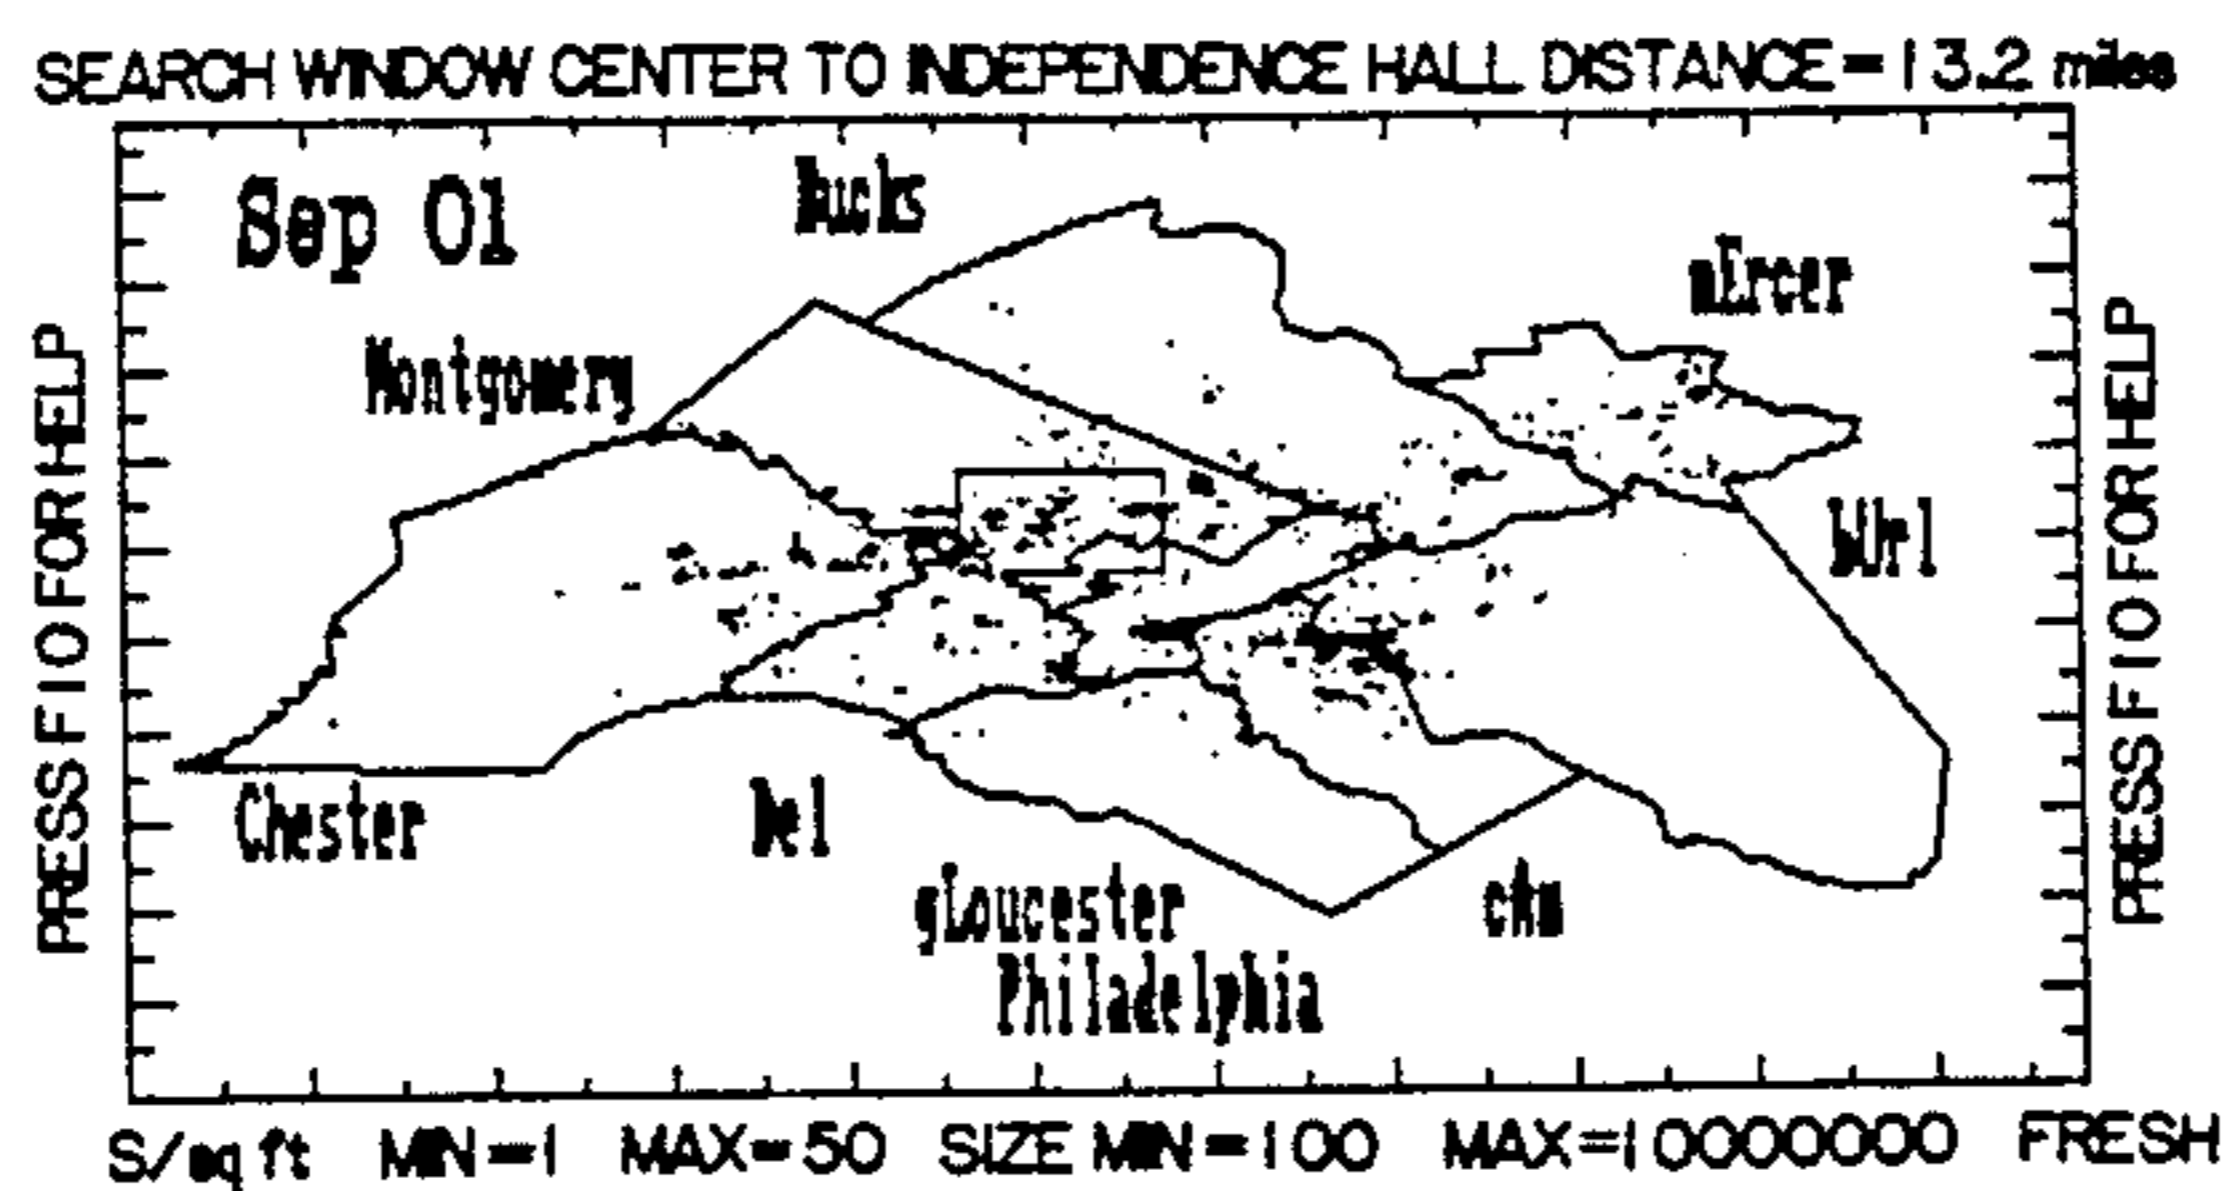 SEARCH WINDOW CENTER TO INDEPENDENCE HALL DISTANCE=13.2 miles
Sep 01
Bucks
mErcer
Montgomery
PRESS F10 FOR HELP
PRESS F10 FOR HELP
bUrl
Chester
Del
gLoucester
cAm
Philadelphia
S/sq ft MIN=1 MAX=50 SIZE MIN=100 MAX=10000000 FRESH